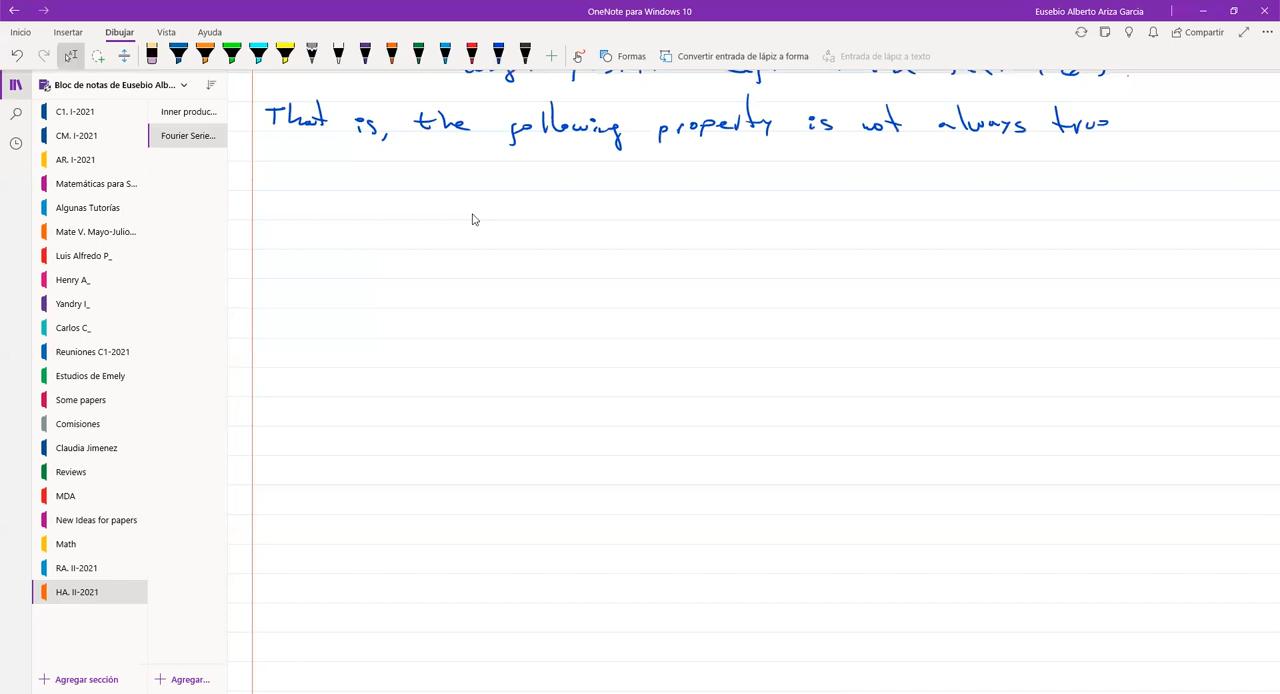 OneNote para Windows 10
Eusebio Alberto Ariza Garcia
Inicio
Insertar
Dibujar
Vista
Ayuda
Compartir
Formas
Convertir entrada de lápiz a forma
Entrada de lápiz a texto
Bloc de notas de Eusebio Alb...
C1. I-2021
CM. I-2021
AR. I-2021
Matemáticas para S...
Algunas Tutorías
Mate V. Mayo-Julio...
Luis Alfredo P_
Henry A_
Yandry I_
Carlos C_
Reuniones C1-2021
Estudios de Emely
Some papers
Comisiones
Claudia Jimenez
Reviews
MDA
New Ideas for papers
Math
RA. II-2021
HA. II-2021
Agregar sección
Inner produc...
Fourier Serie...
Agregar...
That is, the following property is not always true